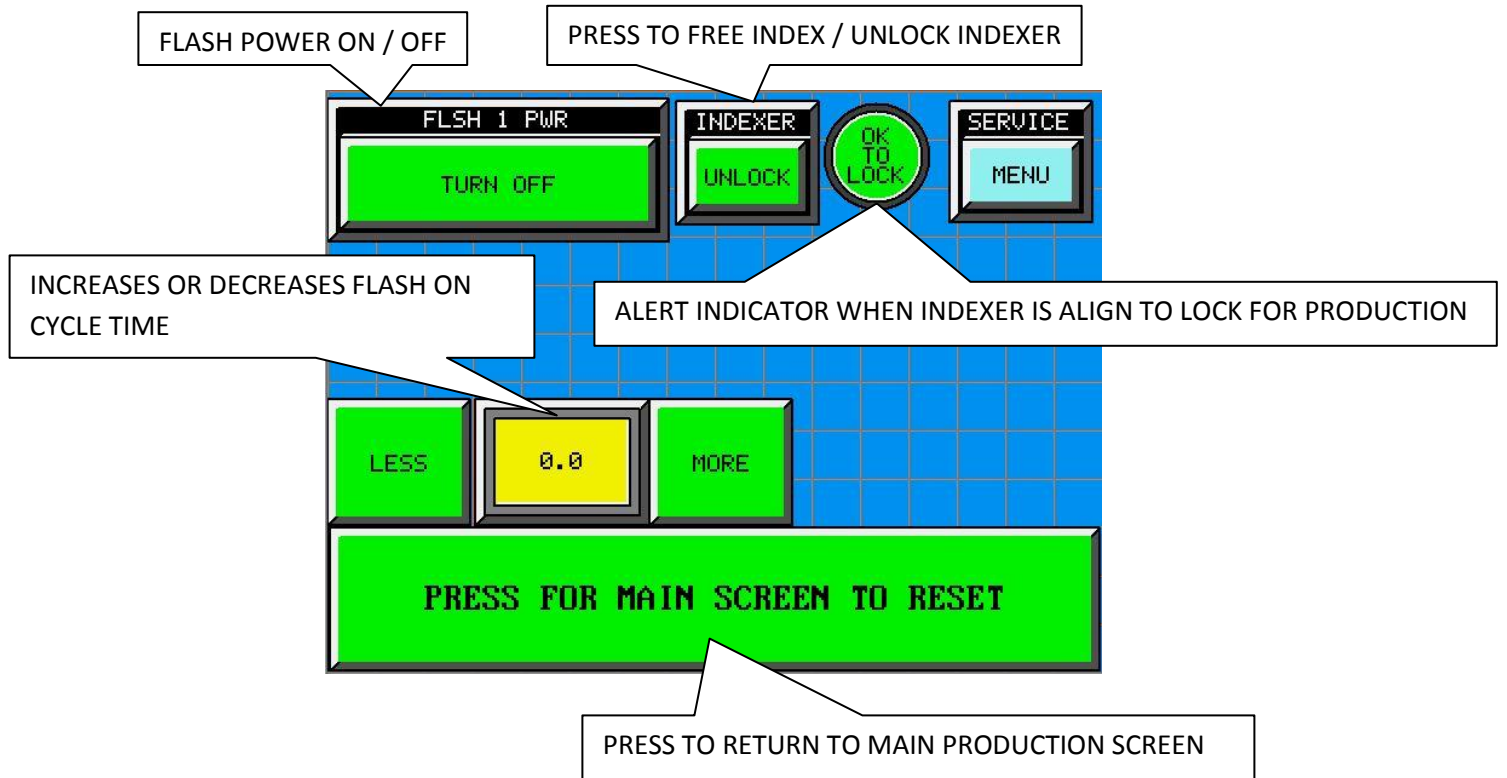 FLASH POWER ON / OFF
PRESS TO FREE INDEX / UNLOCK INDEXER
FLSH 1 PWR
TURN OFF
INDEXER
UNLOCK
OK
TO
LOCK
SERVICE
MENU
INCREASES OR DECREASES FLASH ON
CYCLE TIME
ALERT INDICATOR WHEN INDEXER IS ALIGN TO LOCK FOR PRODUCTION
LESS
0.0
MORE
PRESS FOR MAIN SCREEN TO RESET
PRESS TO RETURN TO MAIN PRODUCTION SCREEN